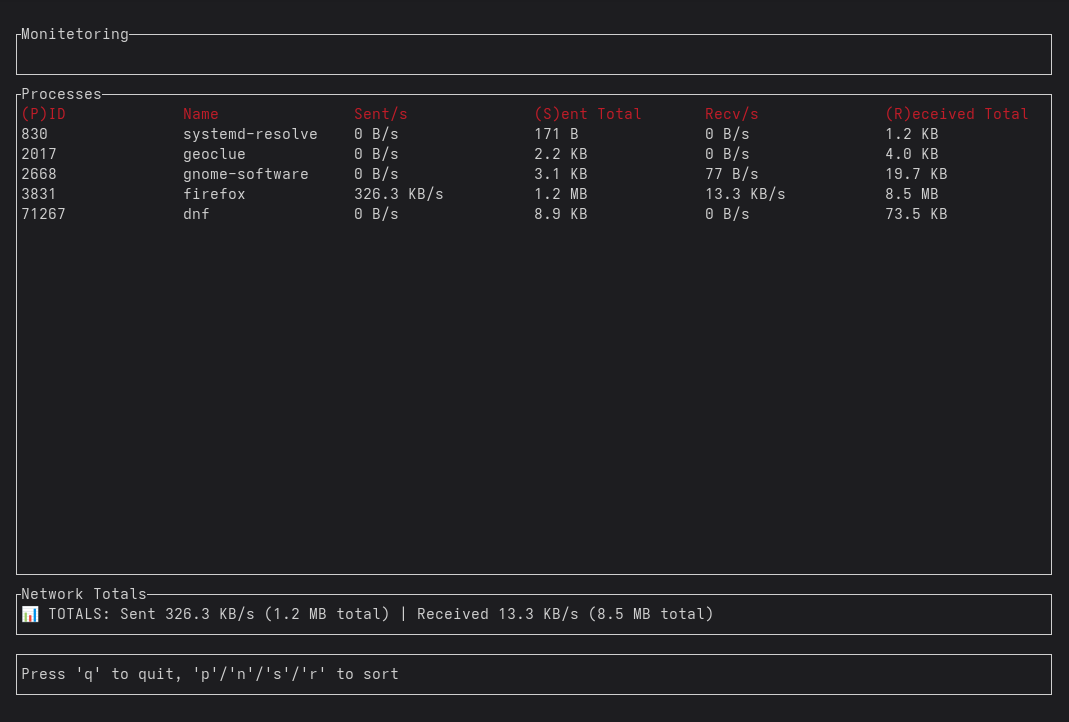 Monitetoring
Processes
(P)ID Name Sent/s (S)ent Total Recv/s (R)eceived Total
830 systemd-resolve 0 B/s 171 B 0 B/s 1.2 KB
2017 geoclue 0 B/s 2.2 KB 0 B/s 4.0 KB
2668 gnome-software 0 B/s 3.1 KB 77 B/s 19.7 KB
3831 firefox 326.3 KB/s 1.2 MB 13.3 KB/s 8.5 MB
71267 dnf 0 B/s 8.9 KB 0 B/s 73.5 KB
Network Totals
📊 TOTALS: Sent 326.3 KB/s (1.2 MB total) | Received 13.3 KB/s (8.5 MB total)
Press 'q' to quit, 'p'/'n'/'s'/'r' to sort